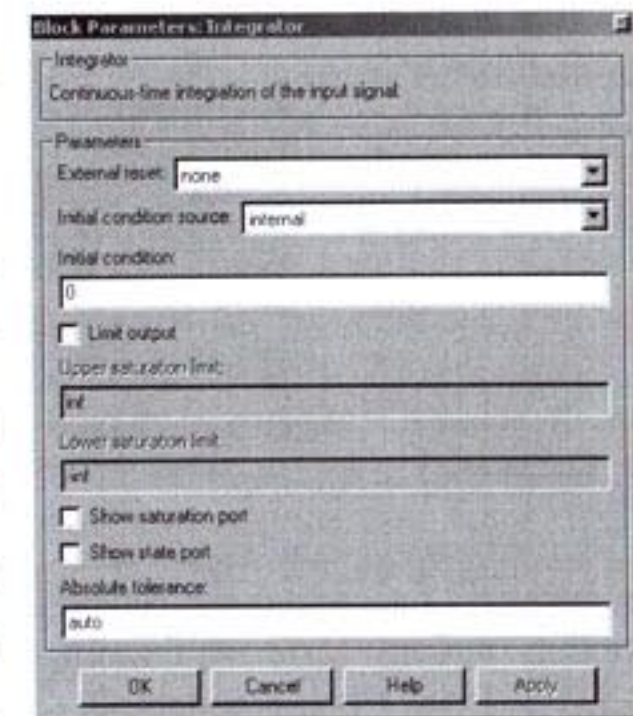 Block Parameters: Integrator
Integrator
Continuous-time integration of the input signal.
Parameters
External reset: none
Initial condition source: internal
Initial condition:
0
Limit output
Upper saturation limit:
inf
Lower saturation limit:
-inf
Show saturation port
Show state port
Absolute tolerance:
auto
OK Cancel Help Apply